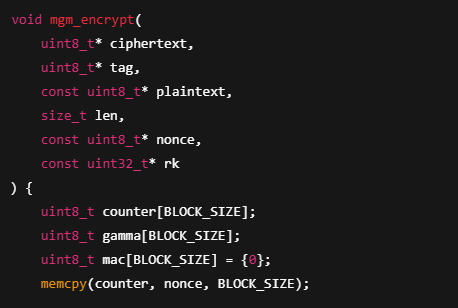 void mgm_encrypt(
    uint8_t* ciphertext,
    uint8_t* tag,
    const uint8_t* plaintext,
    size_t len,
    const uint8_t* nonce,
    const uint32_t* rk
) {
    uint8_t counter[BLOCK_SIZE];
    uint8_t gamma[BLOCK_SIZE];
    uint8_t mac[BLOCK_SIZE] = {0};
    memcpy(counter, nonce, BLOCK_SIZE);